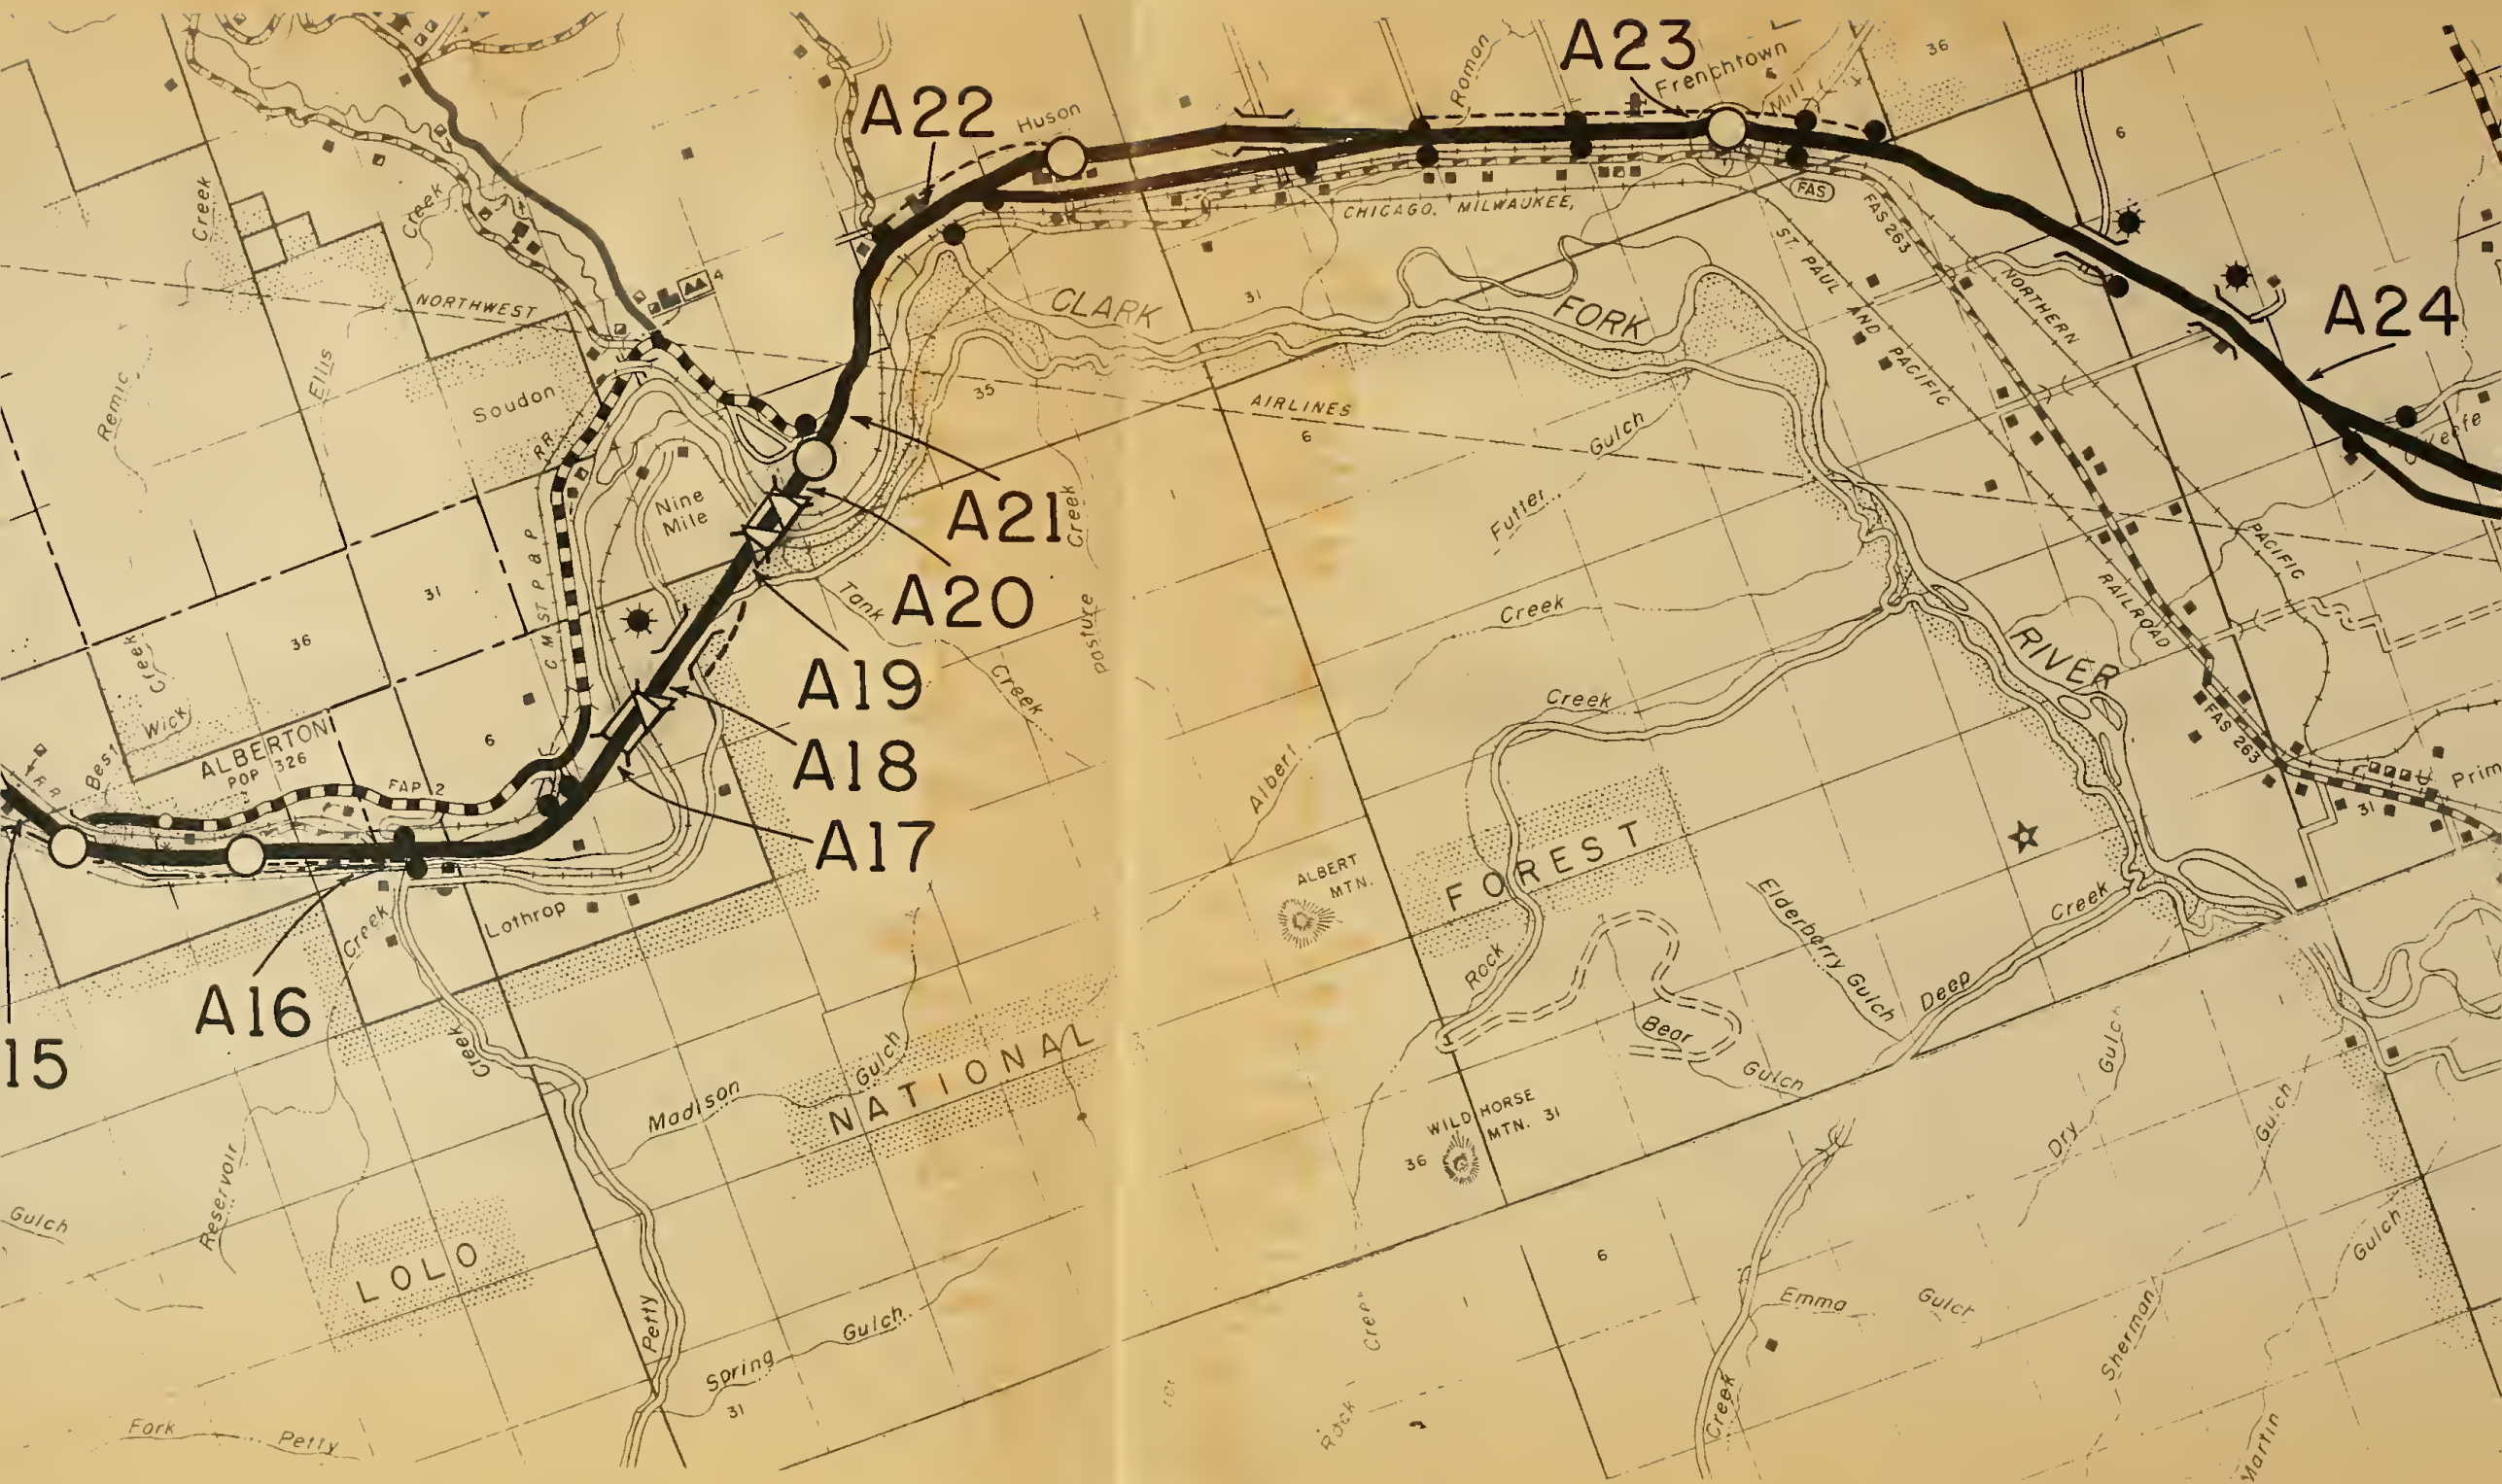 A23
Frenchtown
36
Roman
Mill
A22
Huson
6
FAS
FAS 263
CHICAGO, MILWAUKEE,
ST. PAUL
AND
PACIFIC
RAILROAD
NORTHERN
PACIFIC
Creek
Creek
4
NORTHWEST
CLARK
31
FORK
RIVER
A24
Remic
Ellis
Soudon
RR
35
AIRLINES
6
Gulch
Nine
Mile
A21
Creek
Pasture
Futter
A20
Tank
Creek
Creek
31
36
C M ST P & P
A19
Creek
Creek
Wick
Best
6
ALBERTON
POP 326
FAP 2
RR
A18
Albert
A17
FAS 263
Prim
31
ALBERT
MTN.
FOREST
Lothrop
Creek
Elderberry Gulch
Creek
Deep
Rock
A16
15
Creek
Bear
Gulch
Gulch
Madison
Gulch
NATIONAL
WILD HORSE
MTN. 31
36
Dry
Gulch
Reservoir
Gulch
LOLO
6
Gulch
Emma
Petty
Gulch
Spring
31
Sherman
Rock
Creek
Fork
Petty
Martin